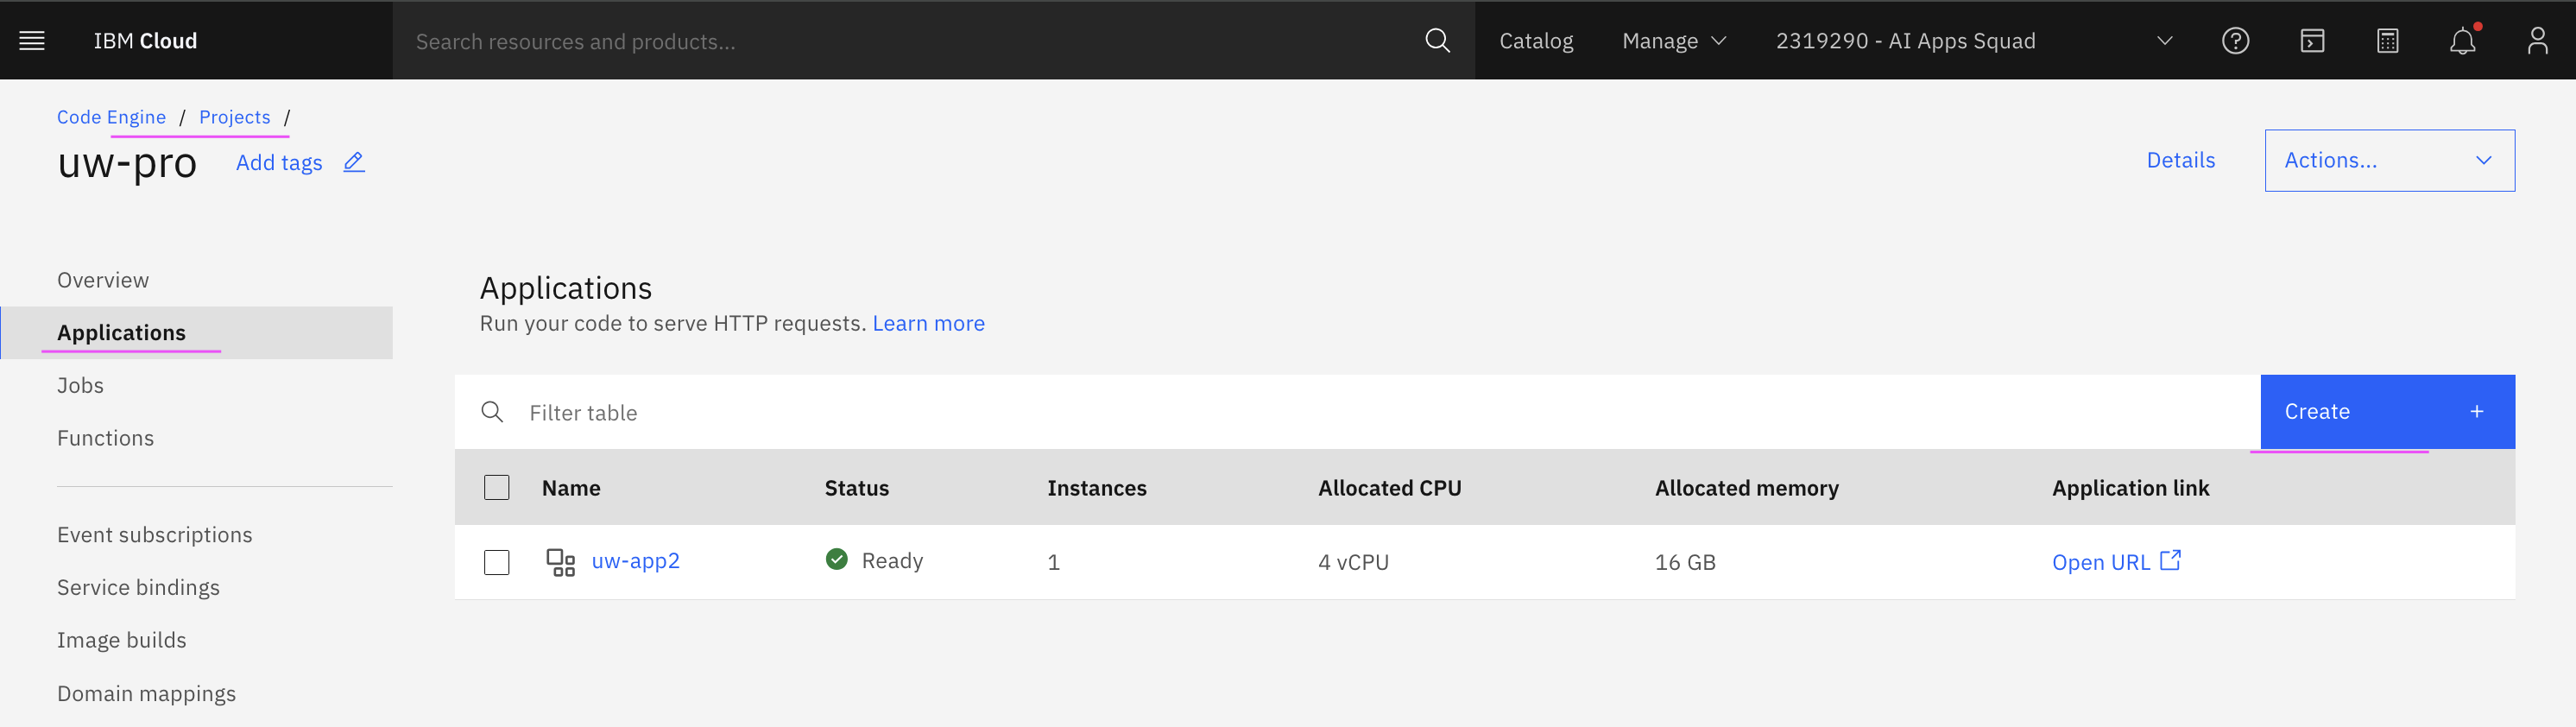 IBM Cloud Search resources and products... Catalog Manage 2319290 - AI Apps Squad
Code Engine / Projects /
uw-pro Add tags Details Actions...
Overview
Applications
Jobs
Functions
Event subscriptions
Service bindings
Image builds
Domain mappings
Applications
Run your code to serve HTTP requests. Learn more
Filter table Create +
Name Status Instances Allocated CPU Allocated memory Application link
uw-app2 Ready 1 4 vCPU 16 GB Open URL